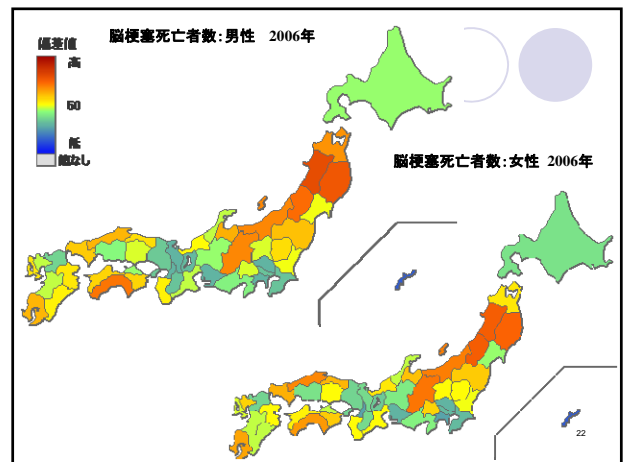 脳梗塞死亡者数：男性　2006年
偏差値
高
50
低
値なし
脳梗塞死亡者数：女性　2006年
22